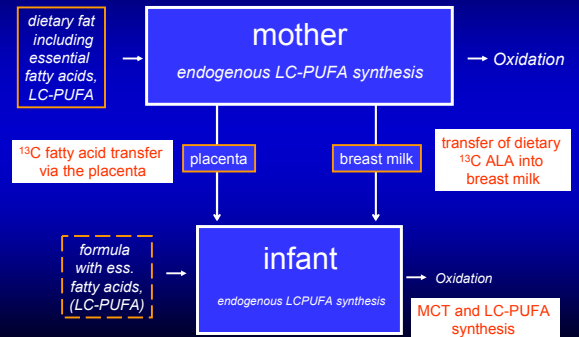 dietary fat
including
essential
fatty acids,
LC-PUFA
mother
endogenous LC-PUFA synthesis
Oxidation
¹³C fatty acid transfer
via the placenta
placenta
breast milk
transfer of dietary
¹³C ALA into
breast milk
formula
with ess.
fatty acids,
(LC-PUFA)
infant
endogenous LCPUFA synthesis
Oxidation
MCT and LC-PUFA
synthesis